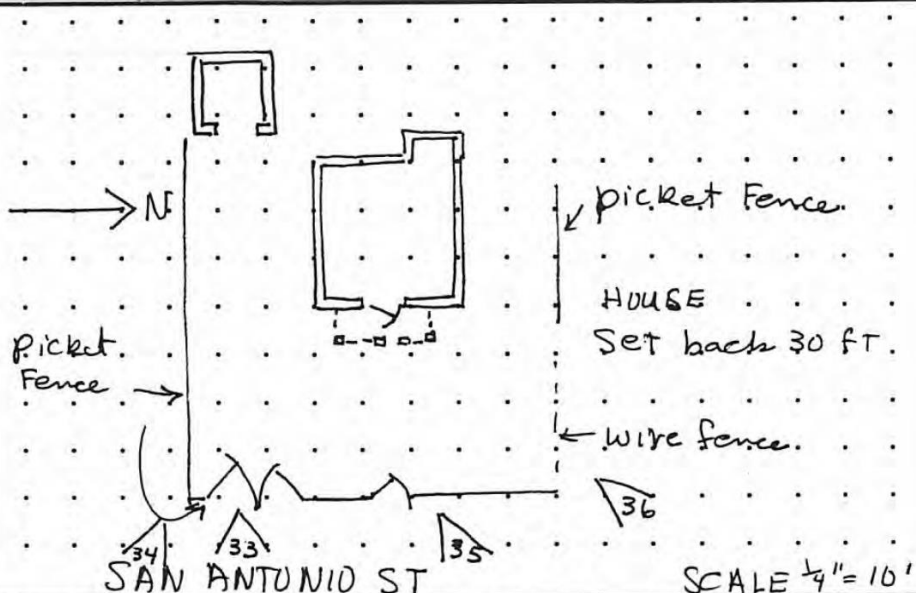 N
picket Fence.
HOUSE
Set back 30 fT.
picket
Fence
wire fence.
36
34
33
35
SAN ANTONIO ST
SCALE 1/4" = 10'